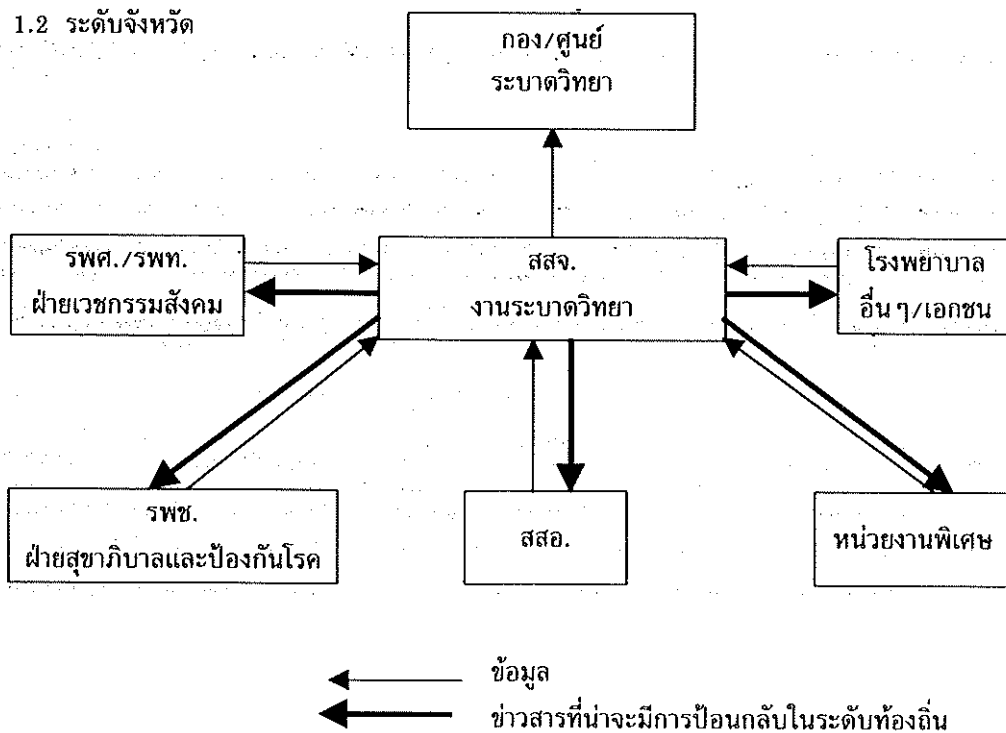 1.2 ระดับจังหวัด
กอง/ศูนย์
ระบาดวิทยา
รพศ./รพท.
ฝ่ายเวชกรรมสังคม
สสจ.
งานระบาดวิทยา
โรงพยาบาล
อื่น ๆ/เอกชน
รพช.
ฝ่ายสุขาภิบาลและป้องกันโรค
สสอ.
หน่วยงานพิเศษ
ข้อมูล
ข่าวสารที่น่าจะมีการป้อนกลับในระดับท้องถิ่น